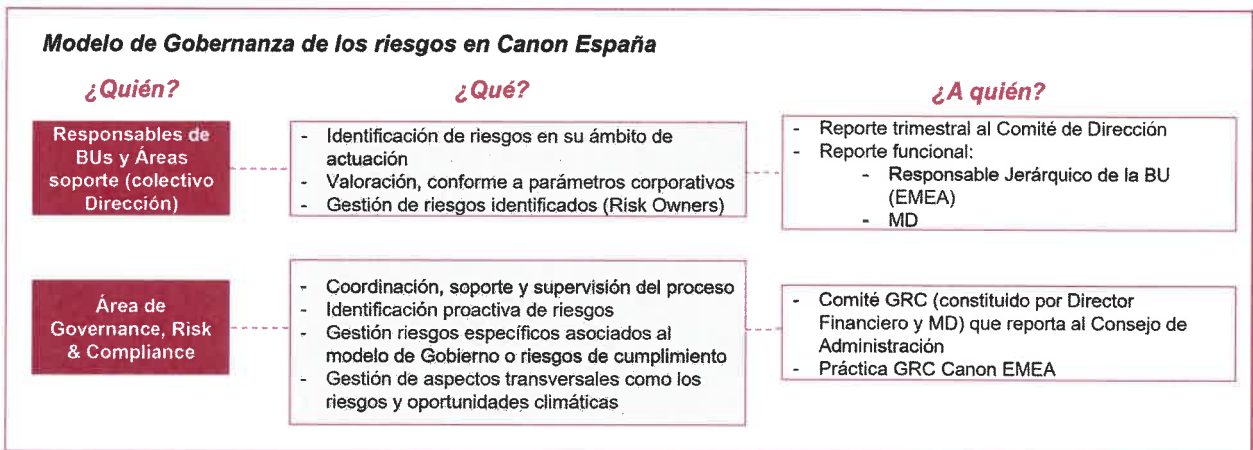 Modelo de Gobernanza de los riesgos en Canon España
¿Quién?
¿Qué?
¿A quién?
Responsables de
BUs y Áreas
soporte (colectivo
Dirección)
- Identificación de riesgos en su ámbito de
actuación
- Valoración, conforme a parámetros corporativos
- Gestión de riesgos identificados (Risk Owners)
- Reporte trimestral al Comité de Dirección
- Reporte funcional:
- Responsable Jerárquico de la BU
(EMEA)
- MD
Área de
Governance, Risk
& Compliance
- Coordinación, soporte y supervisión del proceso
- Identificación proactiva de riesgos
- Gestión riesgos específicos asociados al
modelo de Gobierno o riesgos de cumplimiento
- Gestión de aspectos transversales como los
riesgos y oportunidades climáticas
- Comité GRC (constituido por Director
Financiero y MD) que reporta al Consejo de
Administración
- Práctica GRC Canon EMEA